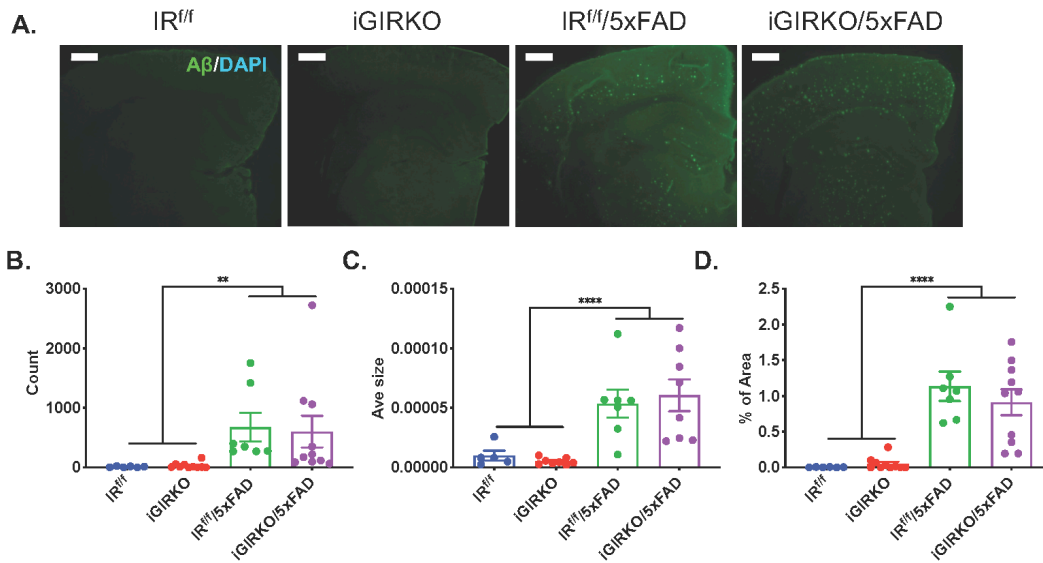 A.
IRf/f
iGIRKO
IRf/f/5xFAD
iGIRKO/5xFAD
Aβ/DAPI
B.
**
3000
2000
1000
0
Count
IRf/f
iGIRKO
IRf/f/5xFAD
iGIRKO/5xFAD
C.
****
0.00015
0.00010
0.00005
0.00000
Ave size
IRf/f
iGIRKO
IRf/f/5xFAD
iGIRKO/5xFAD
D.
****
2.5
2.0
1.5
1.0
0.5
0.0
% of Area
IRf/f
iGIRKO
IRf/f/5xFAD
iGIRKO/5xFAD